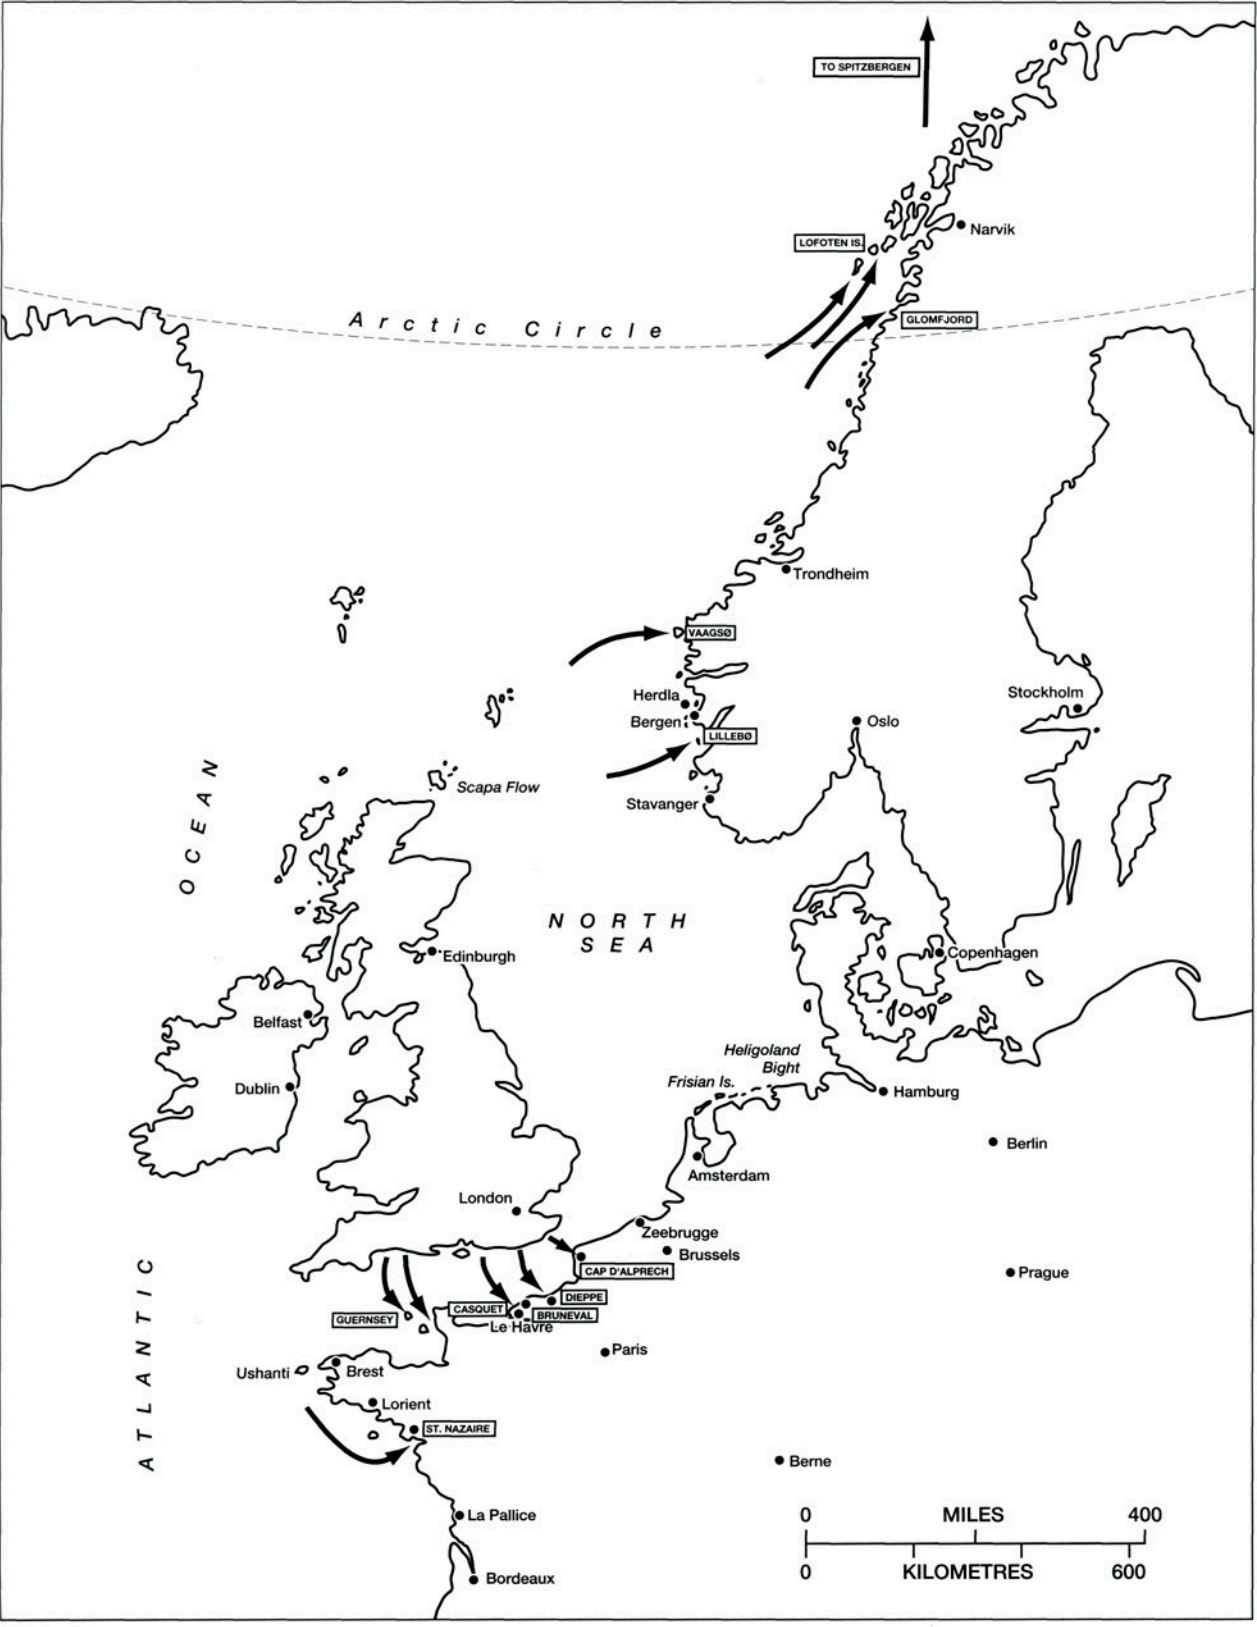 TO SPITZBERGEN
Narvik
LOFOTEN IS.
GLOMFJORD
Arctic Circle
Trondheim
VAAGSØ
Herdla
Bergen
LILLEBØ
Stavanger
Oslo
Stockholm
Scapa Flow
OCEAN
NORTH
SEA
Edinburgh
Copenhagen
Belfast
Dublin
Heligoland
Bight
Frisian Is.
Hamburg
Berlin
Amsterdam
London
Zeebrugge
Brussels
CAP D'ALPRECH
Prague
DIEPPE
CASQUET
BRUNEVAL
GUERNSEY
Le Havre
Paris
Ushanti
Brest
Lorient
ST. NAZAIRE
ATLANTIC
Berne
La Pallice
Bordeaux
0 MILES 400
0 KILOMETRES 600